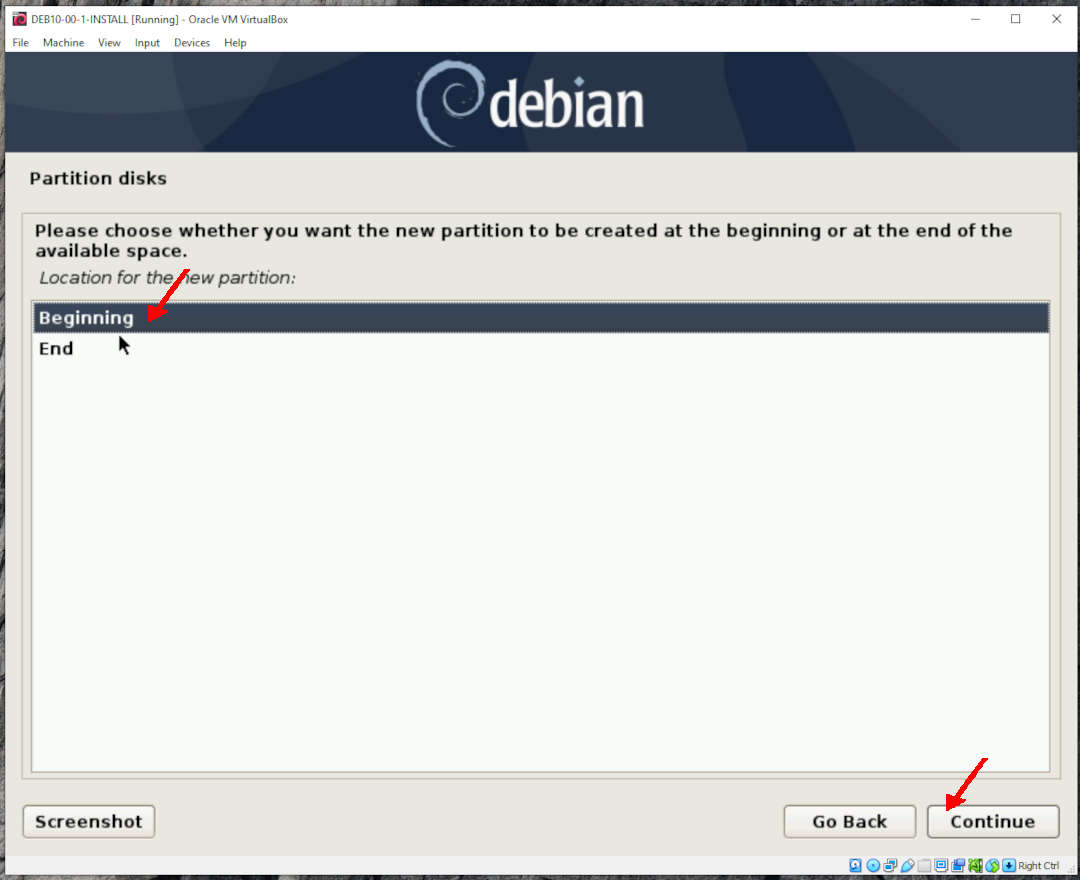 DEB10-00-1-INSTALL [Running] - Oracle VM VirtualBox
File Machine View Input Devices Help
debian
Partition disks
Please choose whether you want the new partition to be created at the beginning or at the end of the
available space.
Location for the new partition:
Beginning
End
Screenshot
Go Back
Continue
Right Ctrl